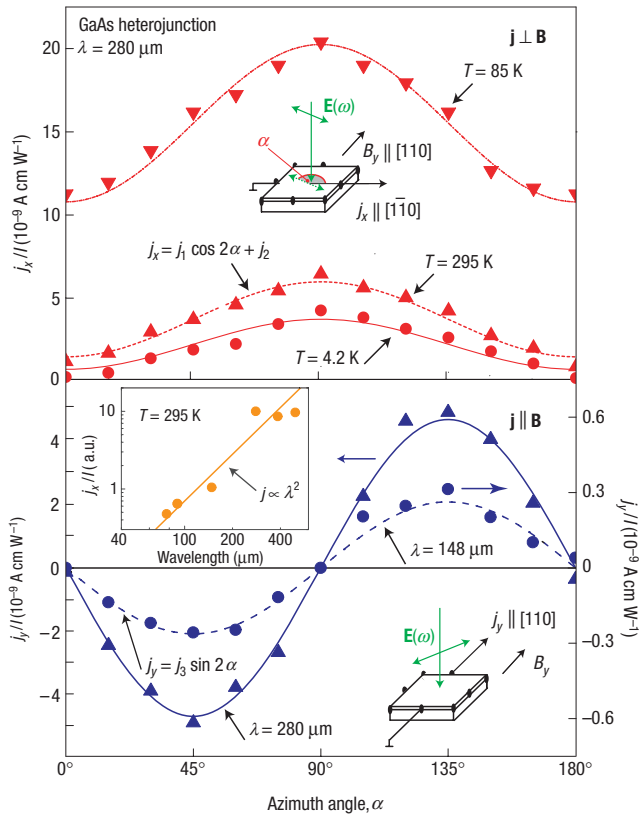 GaAs heterojunction
λ = 280 μm
j ⊥ B
T = 85 K
E(ω)
α
B_y || [110]
j_x || [1̅10]
j_x = j_1 cos 2α + j_2
T = 295 K
T = 4.2 K
20
15
10
5
0
j_x/I (10⁻⁹ A cm W⁻¹)
T = 295 K
10
1
j_x/I (a.u.)
j ∝ λ²
40
100
200
400
Wavelength (μm)
j || B
λ = 148 μm
j_y = j_3 sin 2α
λ = 280 μm
E(ω)
j_y || [110]
B_y
4
2
0
−2
−4
j_y/I (10⁻⁹ A cm W⁻¹)
0.6
0.3
0
−0.3
−0.6
j_y/I (10⁻⁹ A cm W⁻¹)
0°
45°
90°
135°
180°
Azimuth angle, α